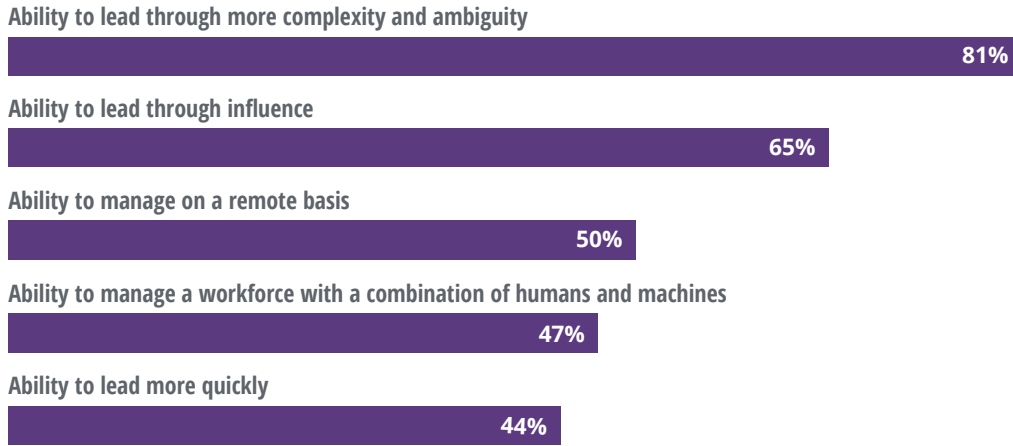 Ability to lead through more complexity and ambiguity
81%
Ability to lead through influence
65%
Ability to manage on a remote basis
50%
Ability to manage a workforce with a combination of humans and machines
47%
Ability to lead more quickly
44%